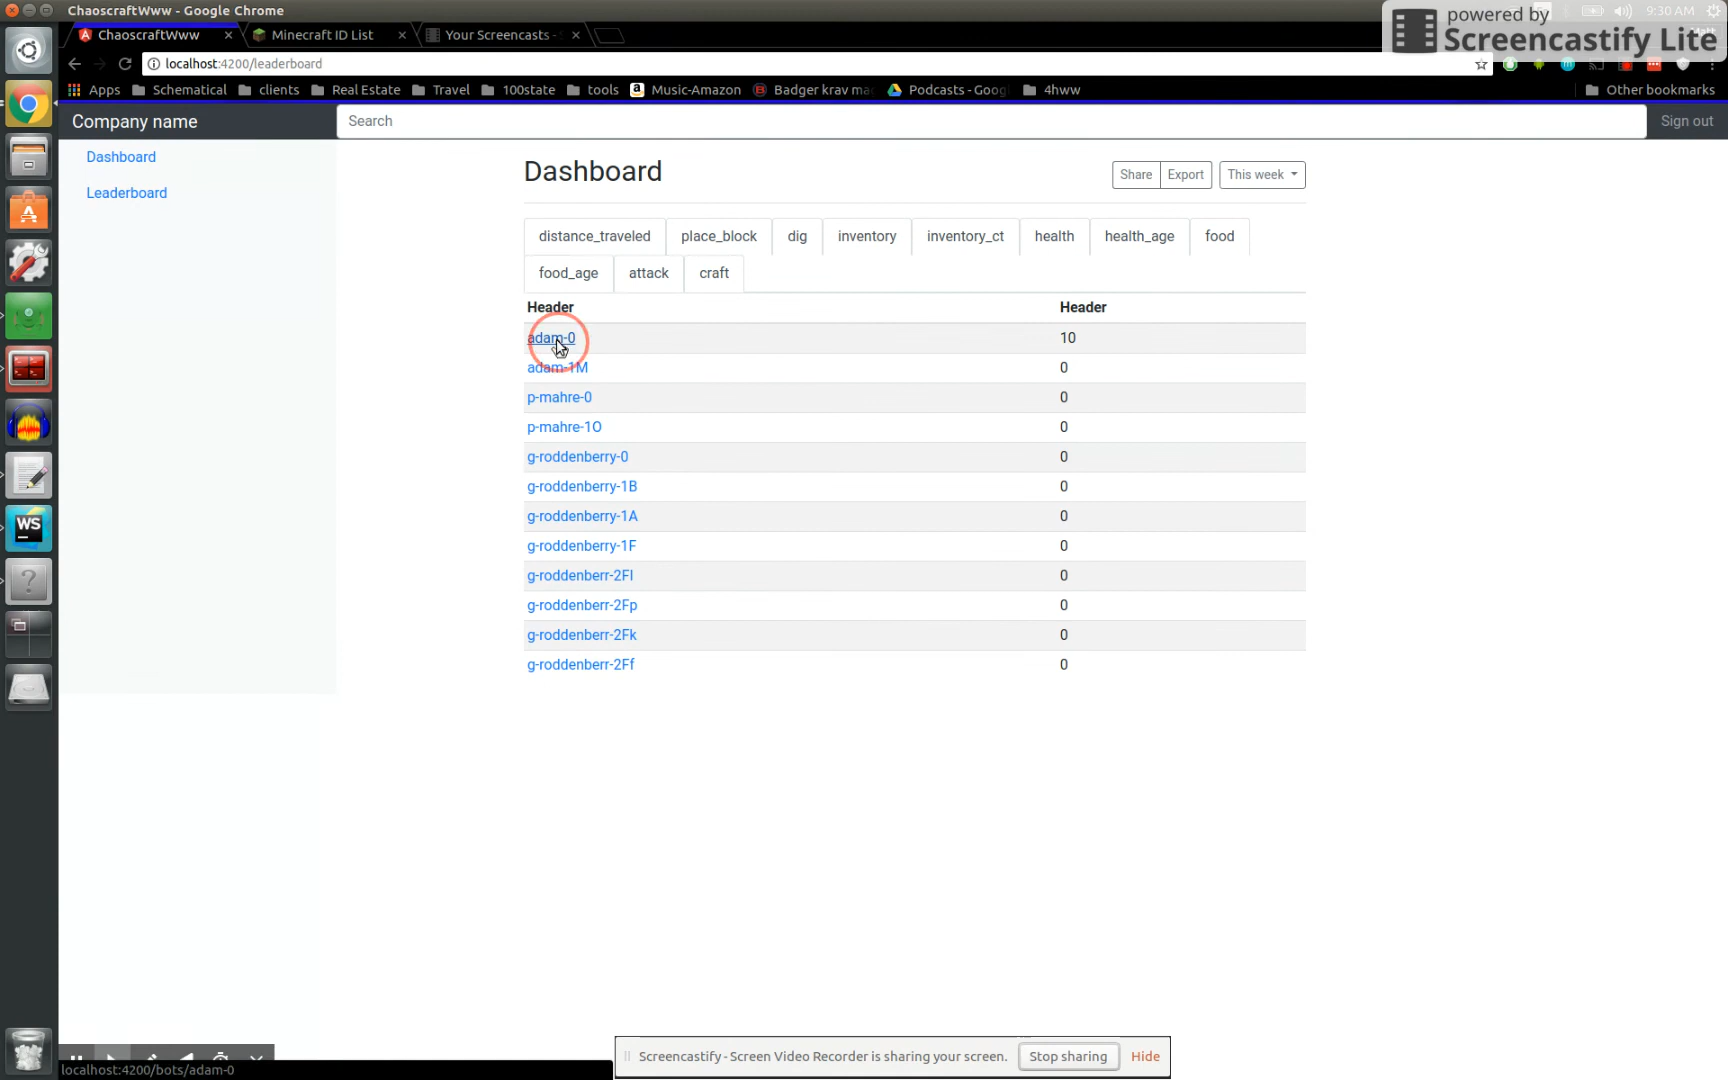 ChaoscraftWww - Google Chrome
9:30 AM
powered by
Screencastify Lite
ChaoscraftWww
Minecraft ID List
Your Screencasts -
localhost:4200/leaderboard
Apps
Schematical
clients
Real Estate
Travel
100state
tools
Music-Amazon
Badger krav ma
Podcasts - Goog
4hww
Other bookmarks
Company name
Search
Sign out
Dashboard
Leaderboard
Dashboard
Share
Export
This week
distance_traveled
place_block
dig
inventory
inventory_ct
health
health_age
food
food_age
attack
craft
Header Header
adam-0 10
adam-1M 0
p-mahre-0 0
p-mahre-1O 0
g-roddenberry-0 0
g-roddenberry-1B 0
g-roddenberry-1A 0
g-roddenberry-1F 0
g-roddenberr-2FI 0
g-roddenberr-2Fp 0
g-roddenberr-2Fk 0
g-roddenberr-2Ff 0
WS
Screencastify - Screen Video Recorder is sharing your screen.
Stop sharing
Hide
localhost:4200/bots/adam-0